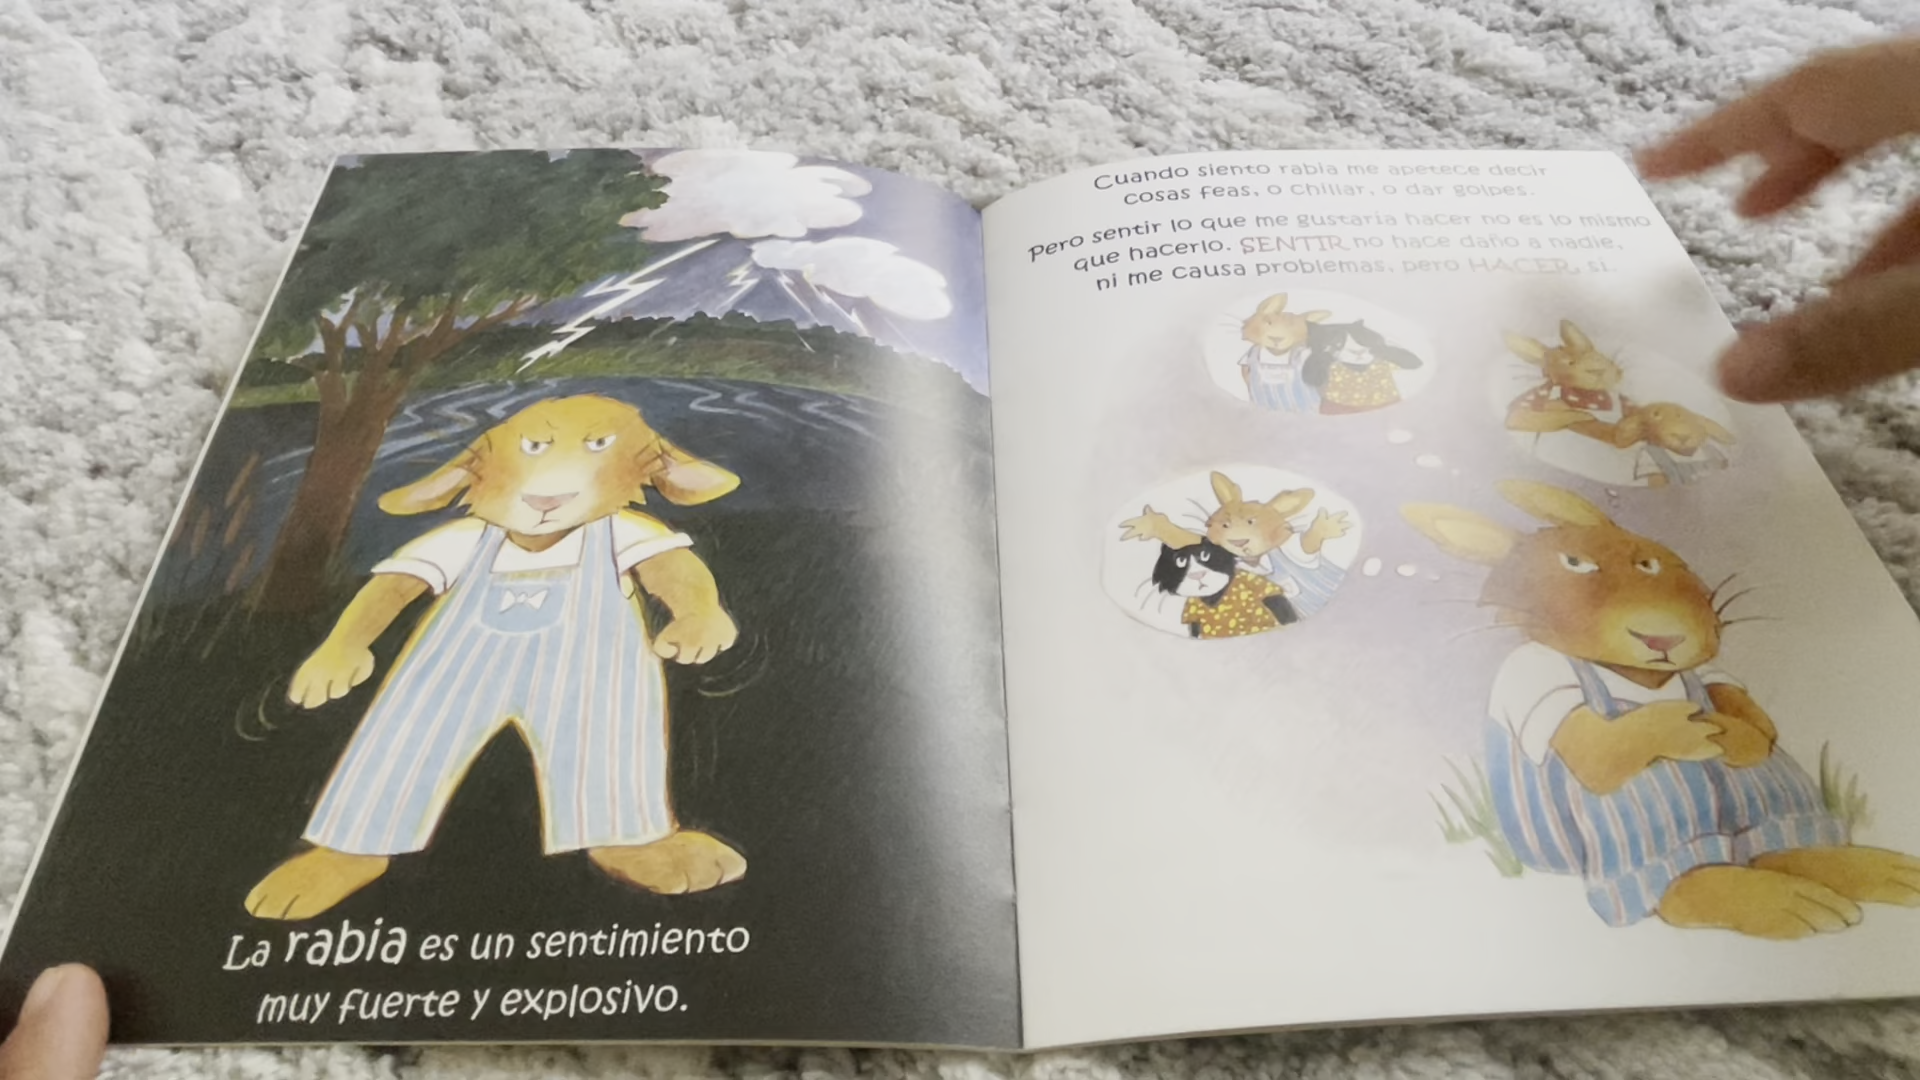 La rabia es un sentimiento
muy fuerte y explosivo.
Cuando siento rabia me apetece decir
cosas feas, o chillar, o dar golpes.
Pero sentir lo que me gustaría hacer no es lo mismo
que hacerlo. SENTIR no hace daño a nadie,
ni me causa problemas, pero HACER, sí.